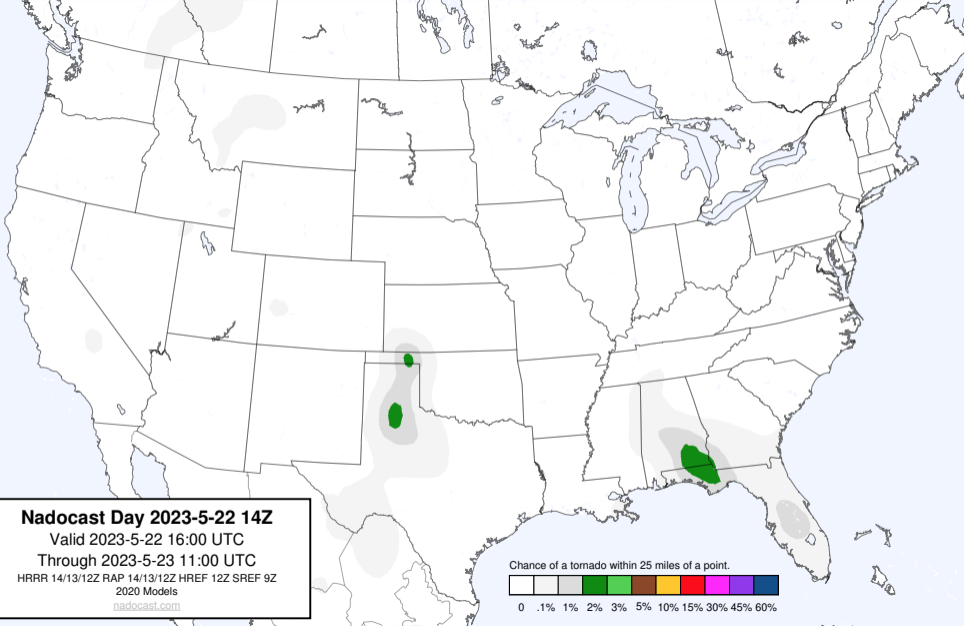 Nadocast Day 2023-5-22 14Z
Valid 2023-5-22 16:00 UTC
Through 2023-5-23 11:00 UTC
HRRR 14/13/12Z RAP 14/13/12Z HREF 12Z SREF 9Z
2020 Models
nadocast.com
Chance of a tornado within 25 miles of a point.
0 .1% 1% 2% 3% 5% 10% 15% 30% 45% 60%